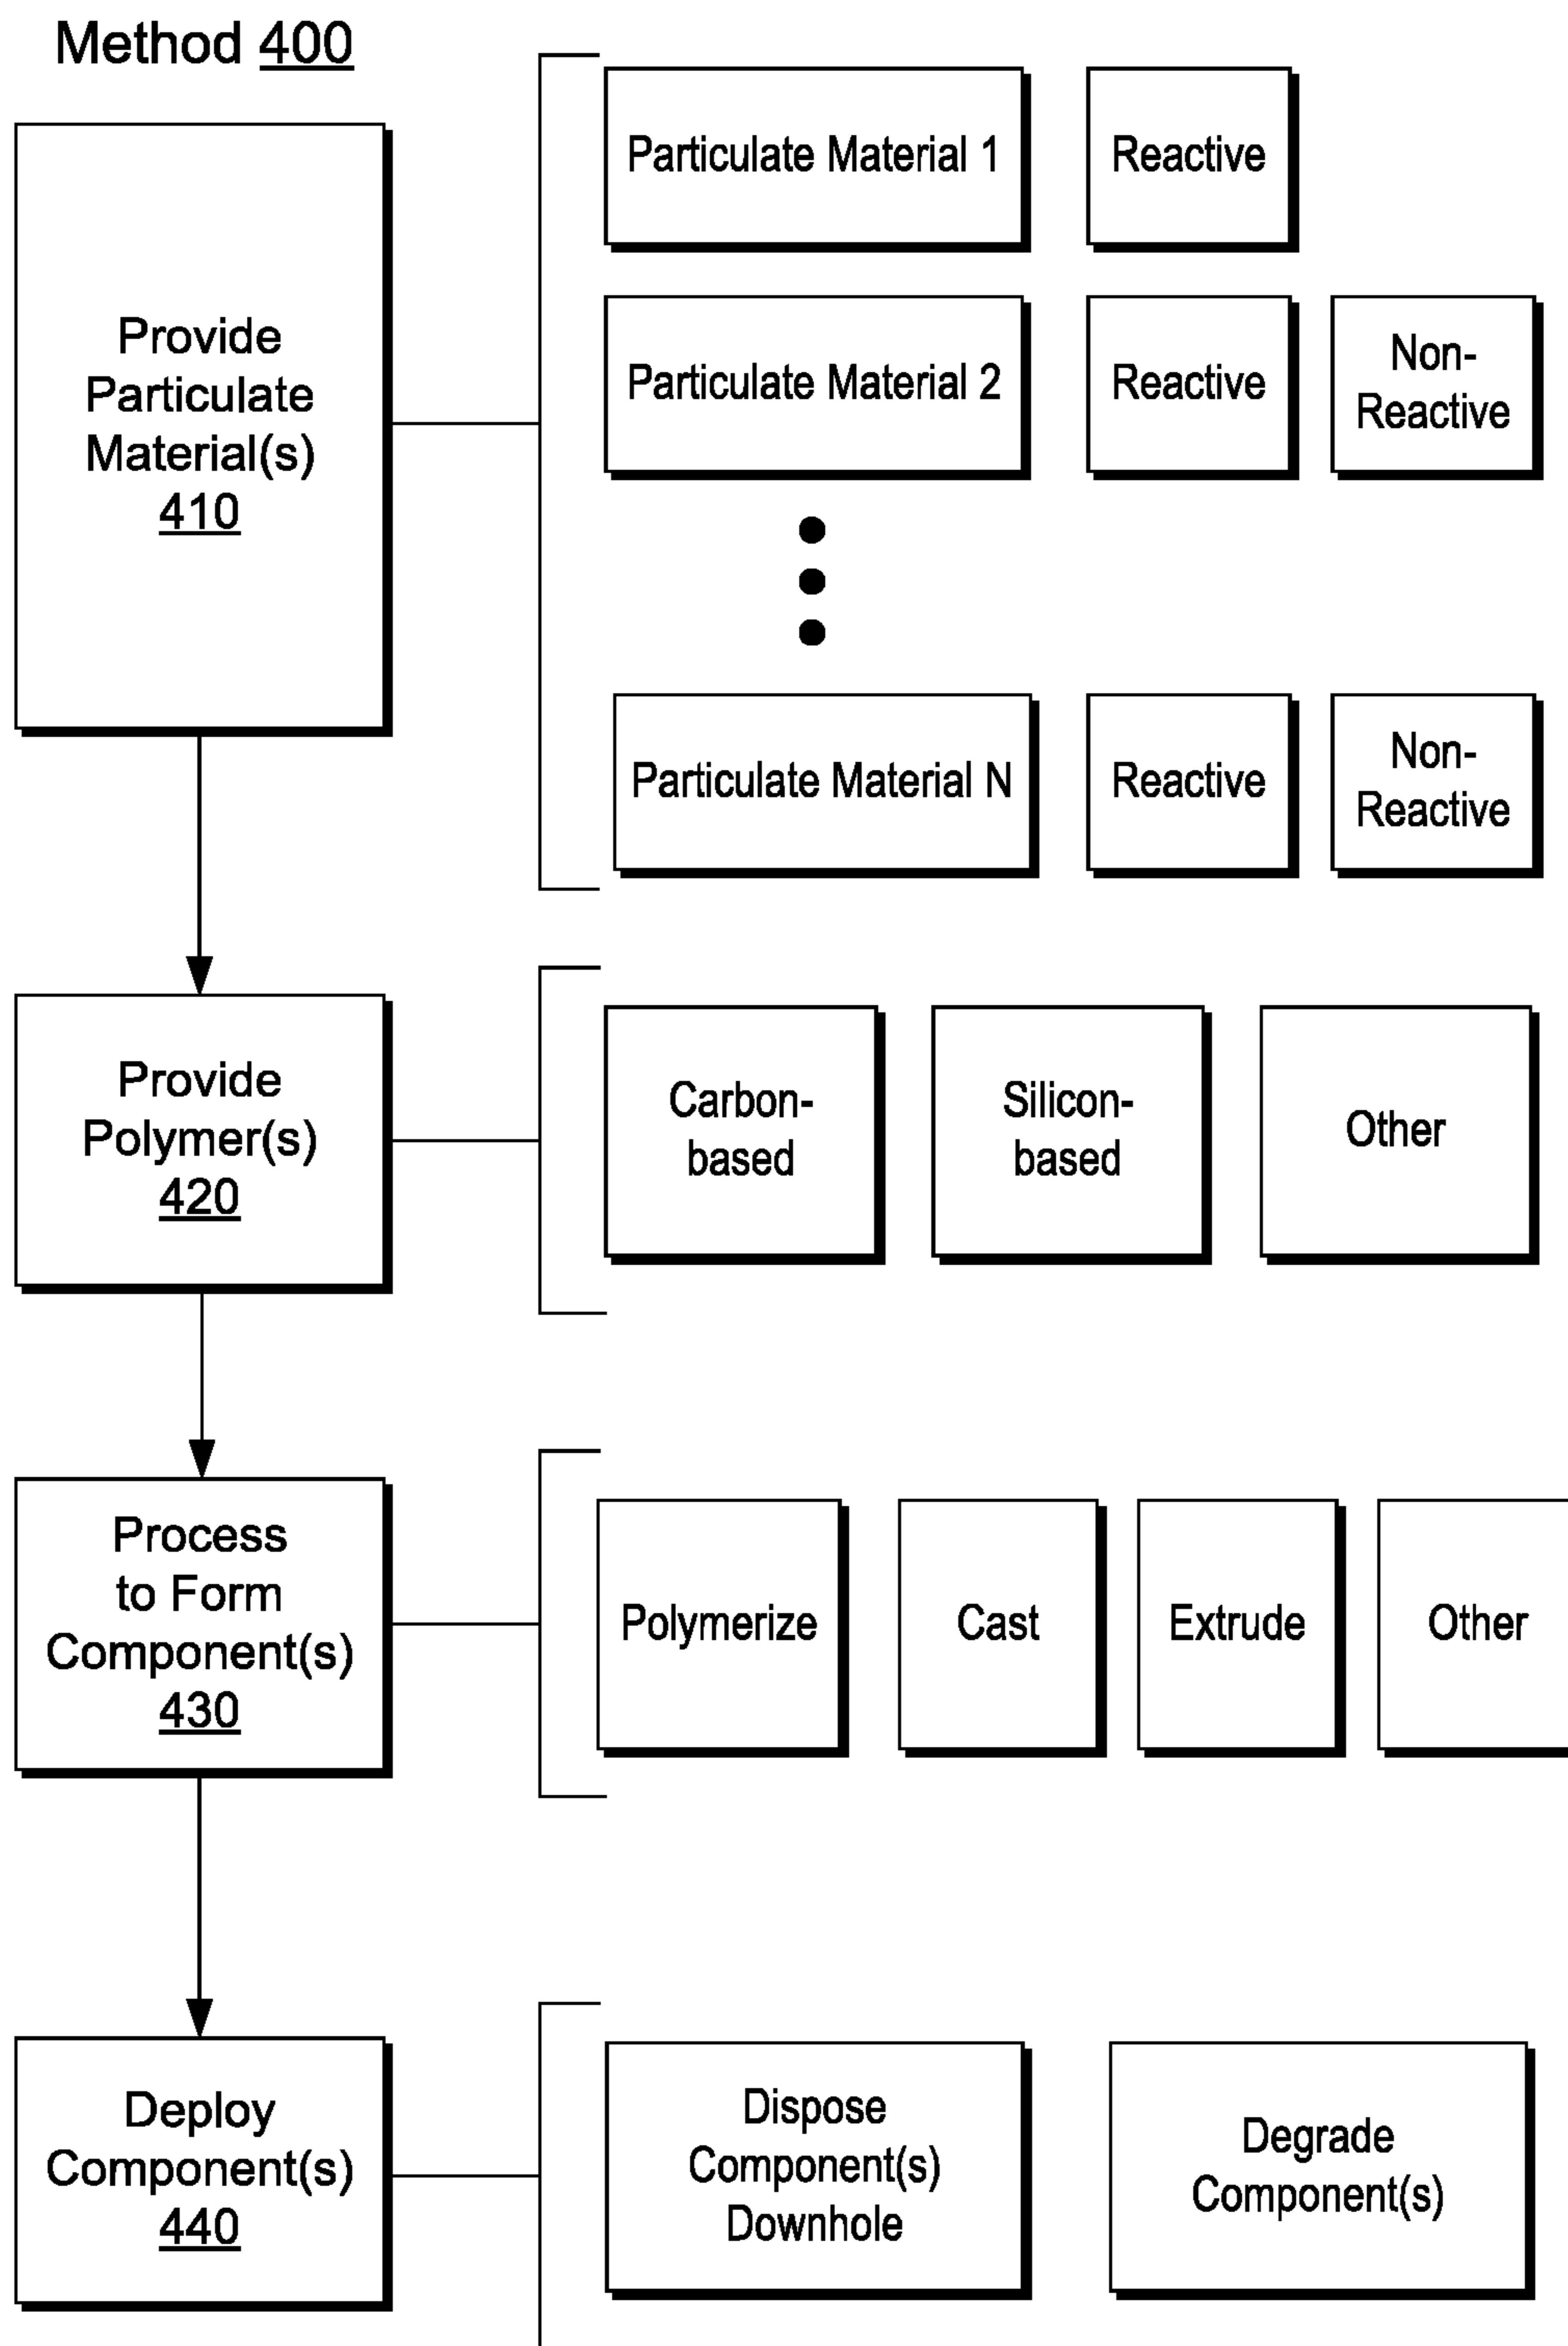 Method 400
Provide
Particulate
Material(s)
410
Particulate Material 1
Reactive
Particulate Material 2
Reactive
Non-
Reactive
Particulate Material N
Reactive
Non-
Reactive
Provide
Polymer(s)
420
Carbon-
based
Silicon-
based
Other
Process
to Form
Component(s)
430
Polymerize
Cast
Extrude
Other
Deploy
Component(s)
440
Dispose
Component(s)
Downhole
Degrade
Component(s)